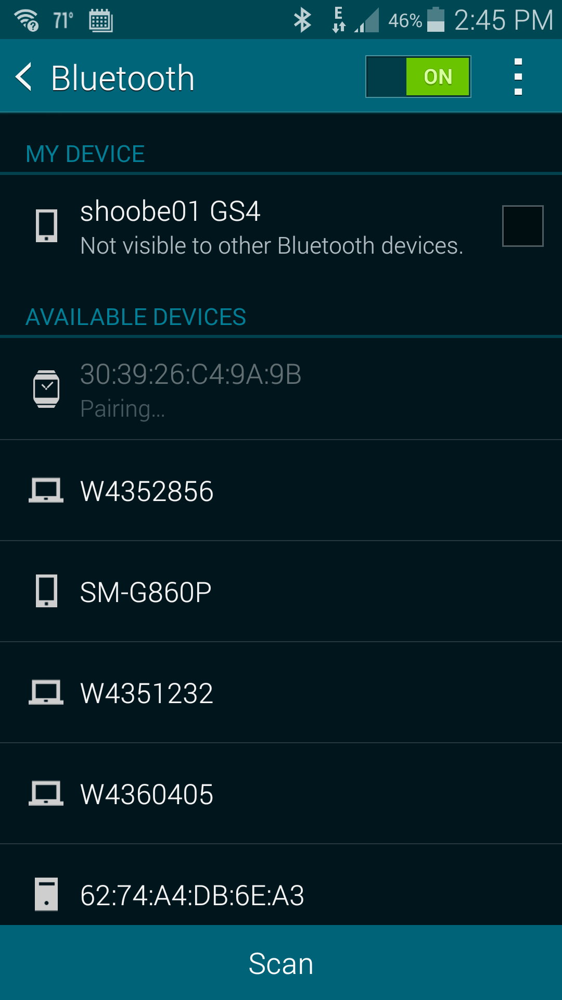 71° E 46% 2:45 PM
Bluetooth ON
MY DEVICE
shoobe01 GS4
Not visible to other Bluetooth devices.
AVAILABLE DEVICES
30:39:26:C4:9A:9B
Pairing...
W4352856
SM-G860P
W4351232
W4360405
62:74:A4:DB:6E:A3
Scan